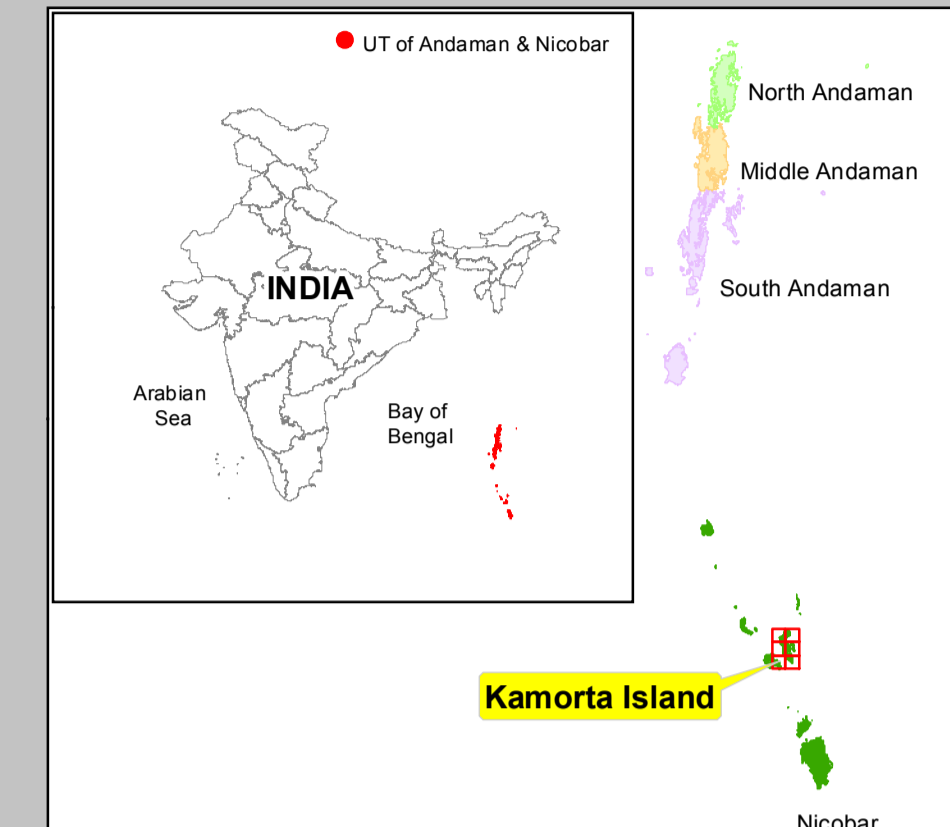 UT of Andaman & Nicobar
North Andaman
Middle Andaman
INDIA
South Andaman
Arabian
Sea
Bay of
Bengal
Kamorta Island
Nicobar